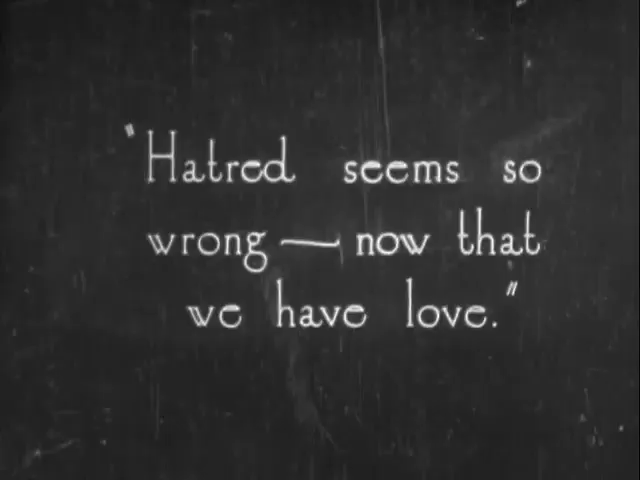 "Hatred seems so
wrong — now that
we have love."